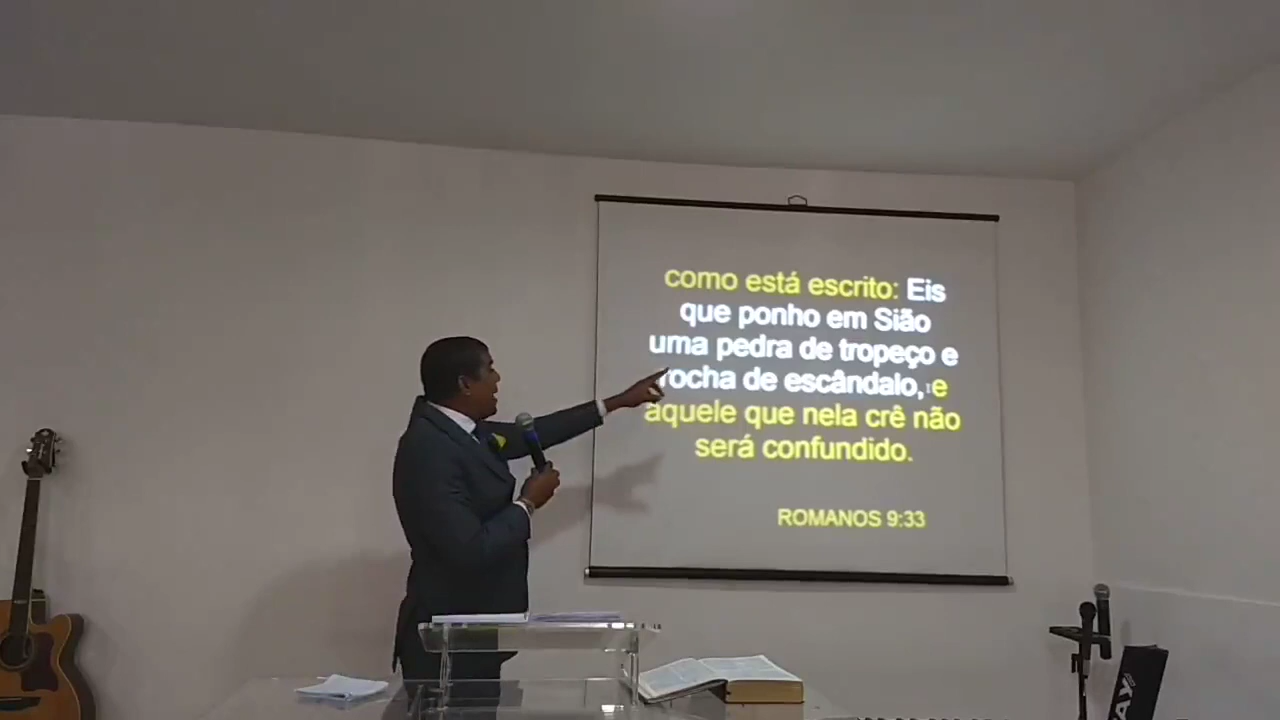 como está escrito: Eis
que ponho em Sião
uma pedra de tropeço e
rocha de escândalo, e
aquele que nela crê não
será confundido.
ROMANOS 9:33